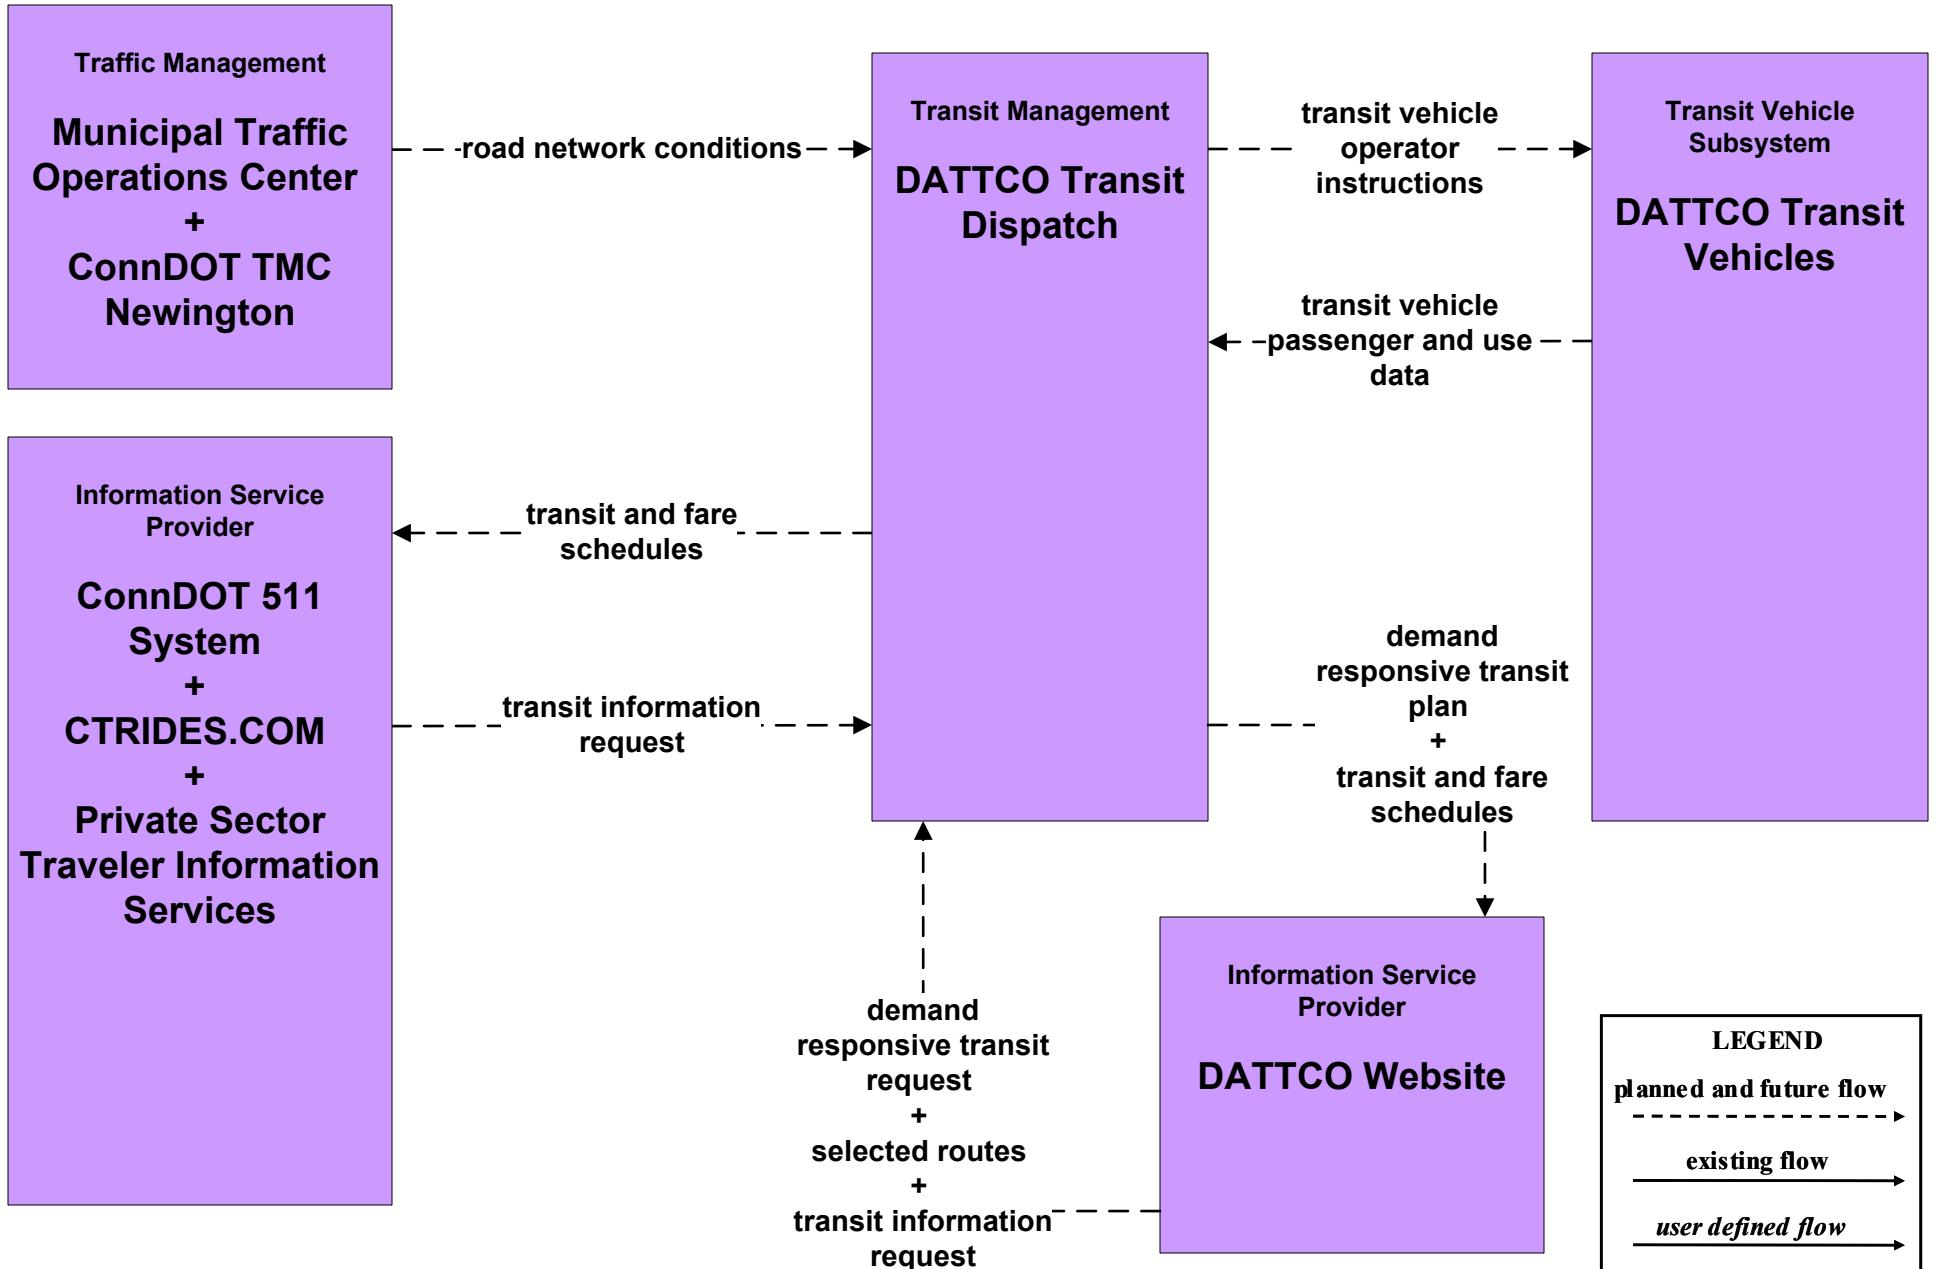 Traffic Management
Municipal Traffic
Operations Center
+
ConnDOT TMC
Newington
road network conditions
Transit Management
DATTCO Transit
Dispatch
transit vehicle
operator
instructions
Transit Vehicle
Subsystem
DATTCO Transit
Vehicles
transit vehicle
passenger and use
data
Information Service
Provider
ConnDOT 511
System
+
CTRIDES.COM
+
Private Sector
Traveler Information
Services
transit and fare
schedules
transit information
request
demand
responsive transit
plan
+
transit and fare
schedules
demand
responsive transit
request
+
selected routes
+
transit information
request
Information Service
Provider
DATTCO Website
LEGEND
planned and future flow
existing flow
user defined flow